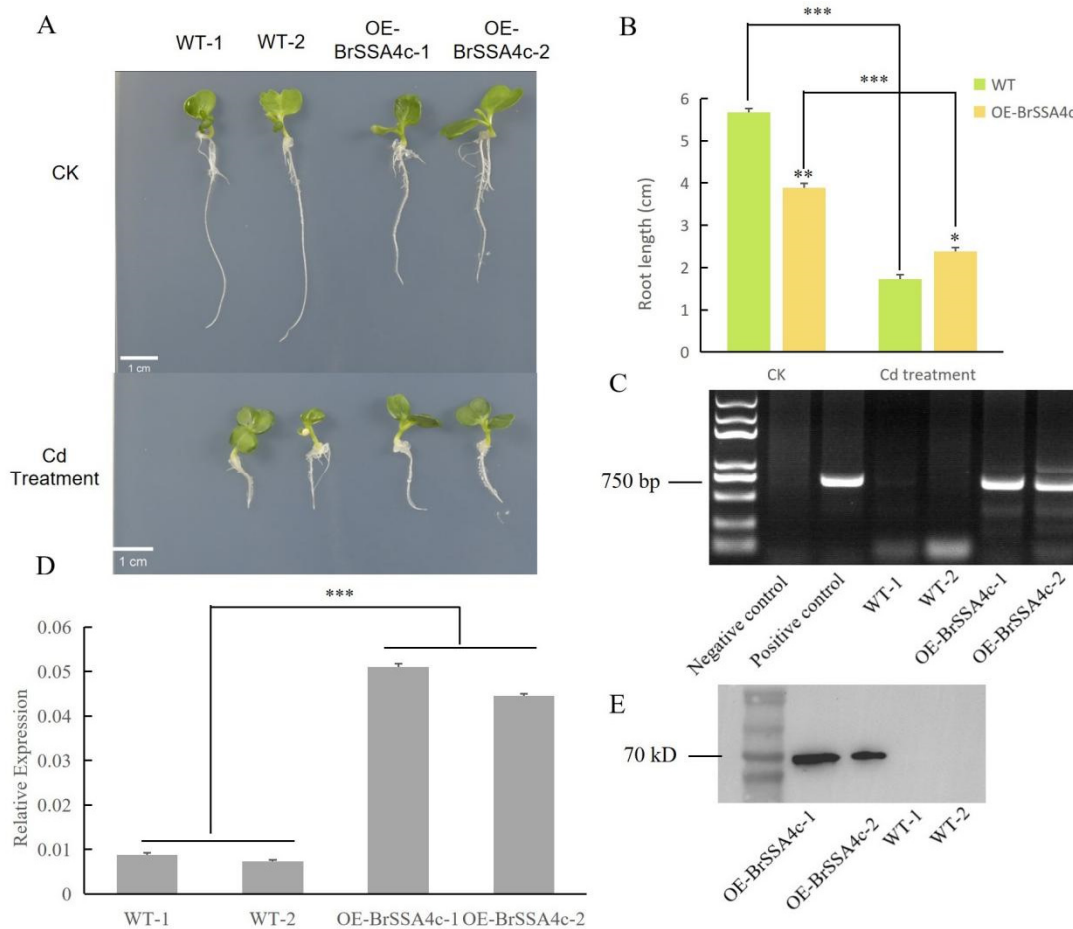 A
WT-1
WT-2
OE-
BrSSA4c-1
OE-
BrSSA4c-2
CK
1 cm
Cd
Treatment
1 cm
B
***
***
WT
OE-BrSSA4c
Root length (cm)
6
5
4
3
2
1
0
**
*
CK
Cd treatment
C
750 bp
Negative control
Positive control
WT-1
WT-2
OE-BrSSA4c-1
OE-BrSSA4c-2
D
***
Relative Expression
0.06
0.05
0.04
0.03
0.02
0.01
0
WT-1
WT-2
OE-BrSSA4c-1
OE-BrSSA4c-2
E
70 kD
OE-BrSSA4c-1
OE-BrSSA4c-2
WT-1
WT-2